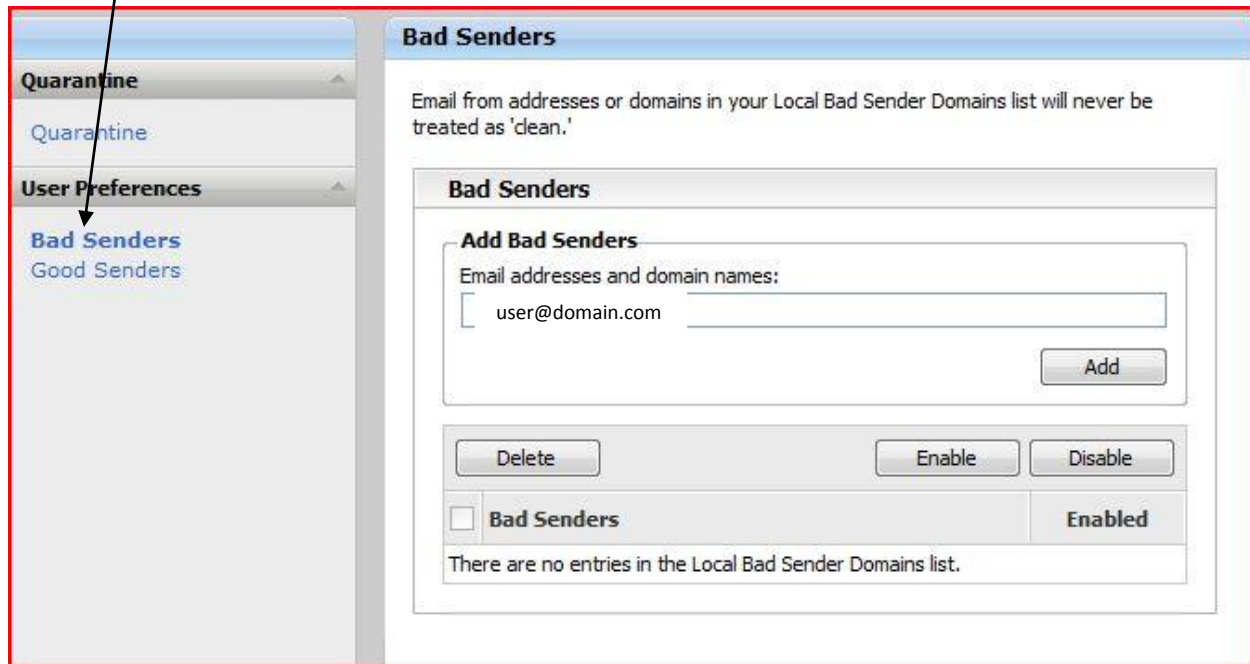 Quarantine
Quarantine
User Preferences
Bad Senders
Good Senders
Bad Senders
Email from addresses or domains in your Local Bad Sender Domains list will never be
treated as 'clean.'
Bad Senders
Add Bad Senders
Email addresses and domain names:
user@domain.com
Add
Delete Enable Disable
Bad Senders Enabled
There are no entries in the Local Bad Sender Domains list.